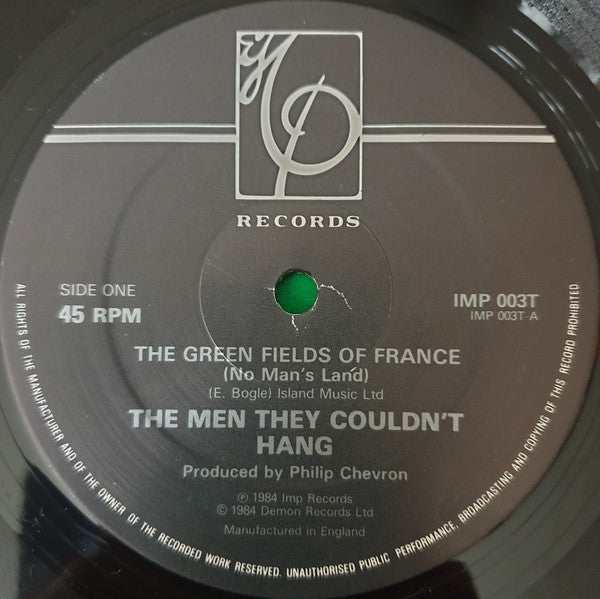 iMP
RECORDS
SIDE ONE
45 RPM
IMP 003T
IMP 003T-A
THE GREEN FIELDS OF FRANCE
(No Man's Land)
(E. Bogle) Island Music Ltd
THE MEN THEY COULDN'T
HANG
Produced by Philip Chevron
℗ 1984 Imp Records
© 1984 Demon Records Ltd
Manufactured in England
ALL RIGHTS OF THE MANUFACTURER AND OF THE OWNER OF THE RECORDED WORK RESERVED. UNAUTHORISED PUBLIC PERFORMANCE, BROADCASTING AND COPYING OF THIS RECORD PROHIBITED